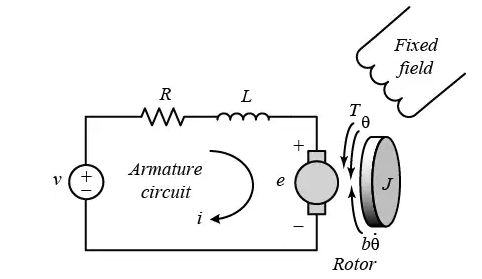 Fixed
field
R
L
T
θ
+
v
+
−
Armature
circuit
e
J
i
−
bθ̇
Rotor